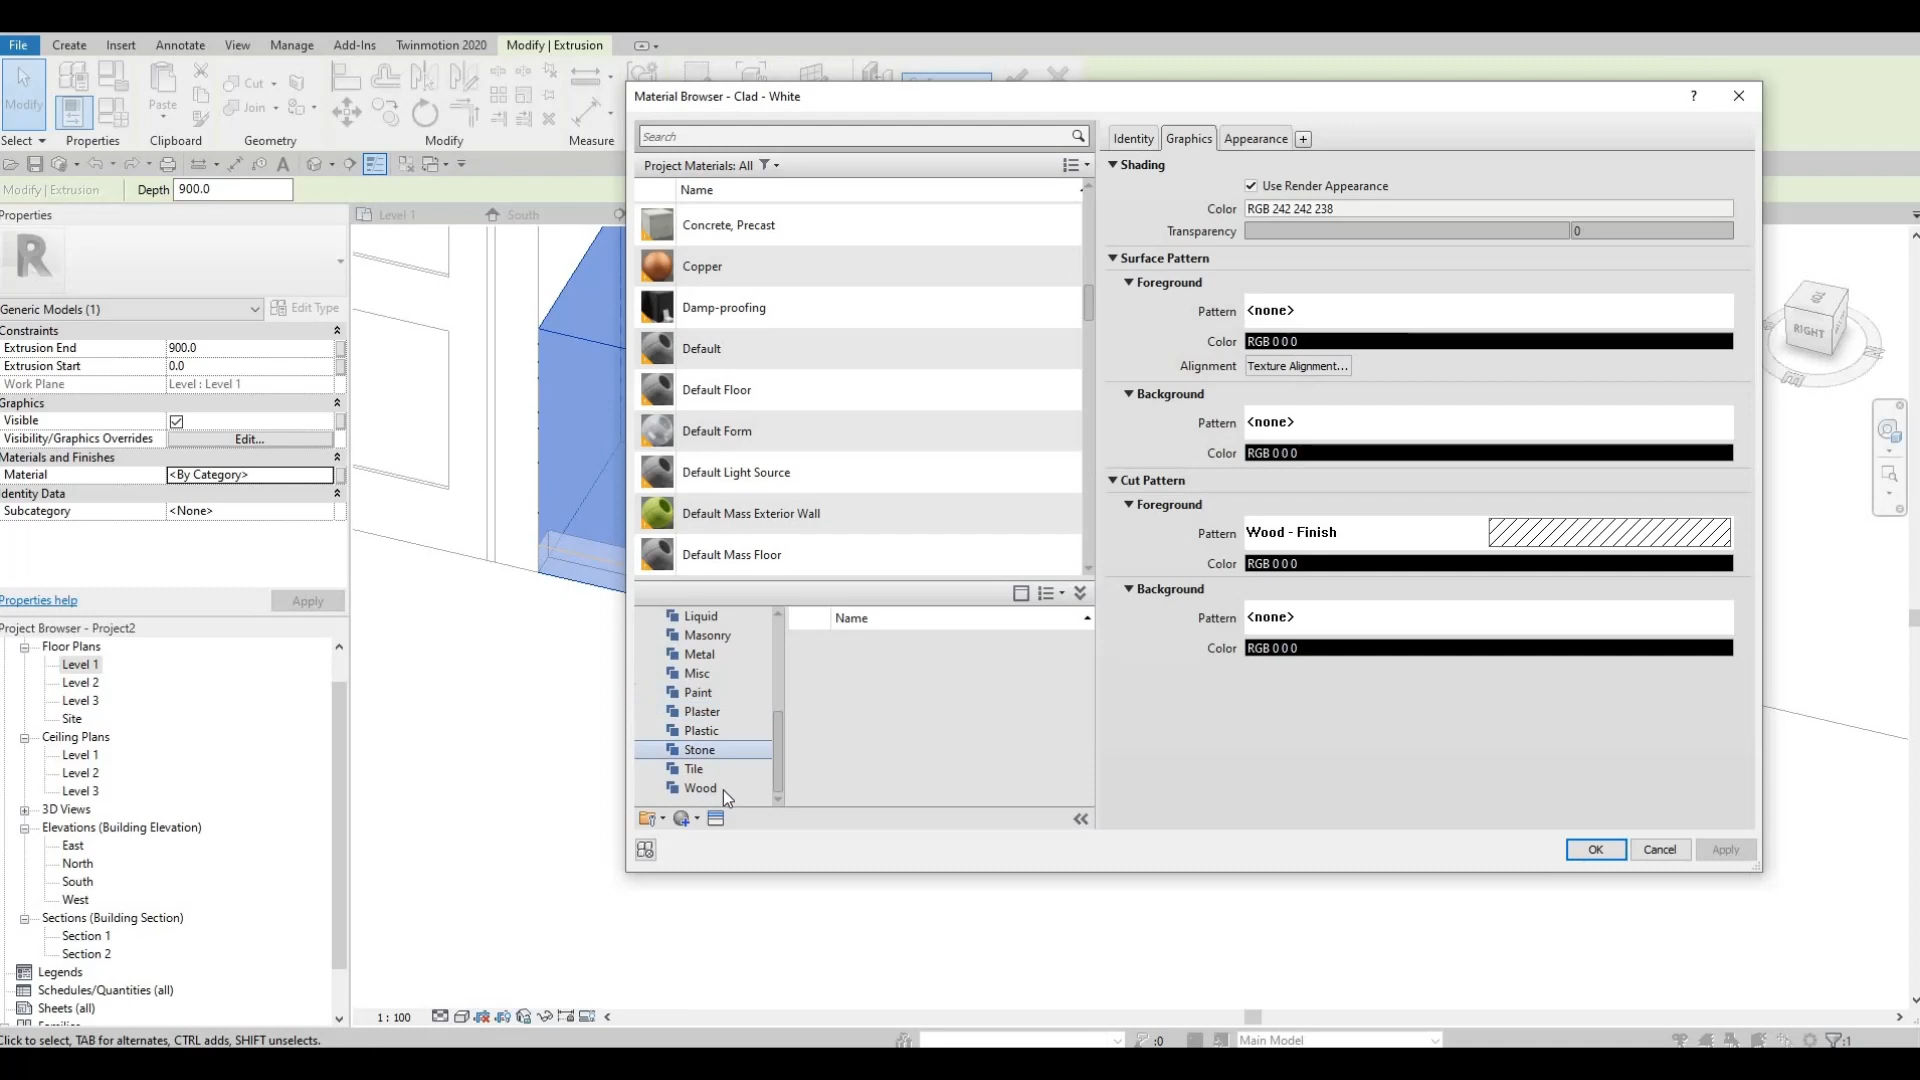 File Create Insert Annotate View Manage Add-Ins Twinmotion 2020 Modify | Extrusion
Modify Paste Cut Join
Select Properties Clipboard Geometry Modify Measure
Modify | Extrusion Depth 900.0
Properties
Level 1 South
R
Generic Models (1) Edit Type
Constraints
Extrusion End 900.0
Extrusion Start 0.0
Work Plane Level : Level 1
Graphics
Visible
Visibility/Graphics Overrides Edit...
Materials and Finishes
Material <By Category>
Identity Data
Subcategory <None>
Properties help Apply
Project Browser - Project2
Floor Plans
Level 1
Level 2
Level 3
Site
Ceiling Plans
Level 1
Level 2
Level 3
3D Views
Elevations (Building Elevation)
East
North
South
West
Sections (Building Section)
Section 1
Section 2
Legends
Schedules/Quantities (all)
Sheets (all)
Material Browser - Clad - White ?
Search
Project Materials: All
Name
Concrete, Precast
Copper
Damp-proofing
Default
Default Floor
Default Form
Default Light Source
Default Mass Exterior Wall
Default Mass Floor
Liquid
Masonry
Metal
Misc
Paint
Plaster
Plastic
Stone
Tile
Wood
Name
Identity Graphics Appearance +
Shading
Use Render Appearance
Color RGB 242 242 238
Transparency 0
Surface Pattern
Foreground
Pattern <none>
Color RGB 0 0 0
Alignment Texture Alignment...
Background
Pattern <none>
Color RGB 0 0 0
Cut Pattern
Foreground
Pattern Wood - Finish
Color RGB 0 0 0
Background
Pattern <none>
Color RGB 0 0 0
OK Cancel Apply
RIGHT
1 : 100
Click to select, TAB for alternates, CTRL adds, SHIFT unselects. :0 Main Model :1